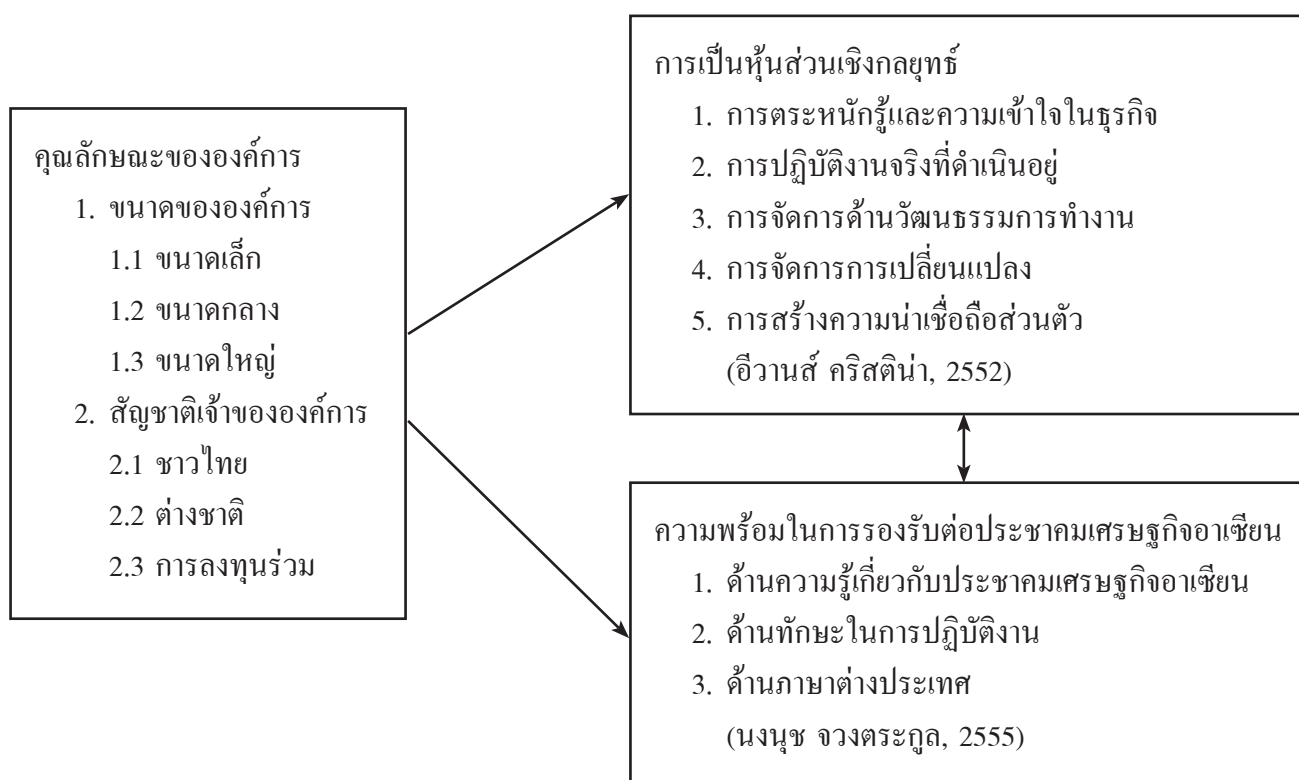 คุณลักษณะขององค์การ
1. ขนาดขององค์การ
1.1 ขนาดเล็ก
1.2 ขนาดกลาง
1.3 ขนาดใหญ่
2. สัญชาติเจ้าขององค์การ
2.1 ชาวไทย
2.2 ต่างชาติ
2.3 การลงทุนร่วม
การเป็นหุ้นส่วนเชิงกลยุทธ์
1. การตระหนักรู้และความเข้าใจในธุรกิจ
2. การปฏิบัติงานจริงที่ดำเนินอยู่
3. การจัดการด้านวัฒนธรรมการทำงาน
4. การจัดการการเปลี่ยนแปลง
5. การสร้างความน่าเชื่อถือส่วนตัว
(อีวานส์ คริสติน่า, 2552)
ความพร้อมในการรองรับต่อประชาคมเศรษฐกิจอาเซียน
1. ด้านความรู้เกี่ยวกับประชาคมเศรษฐกิจอาเซียน
2. ด้านทักษะในการปฏิบัติงาน
3. ด้านภาษาต่างประเทศ
(นงนุช จวงตระกูล, 2555)